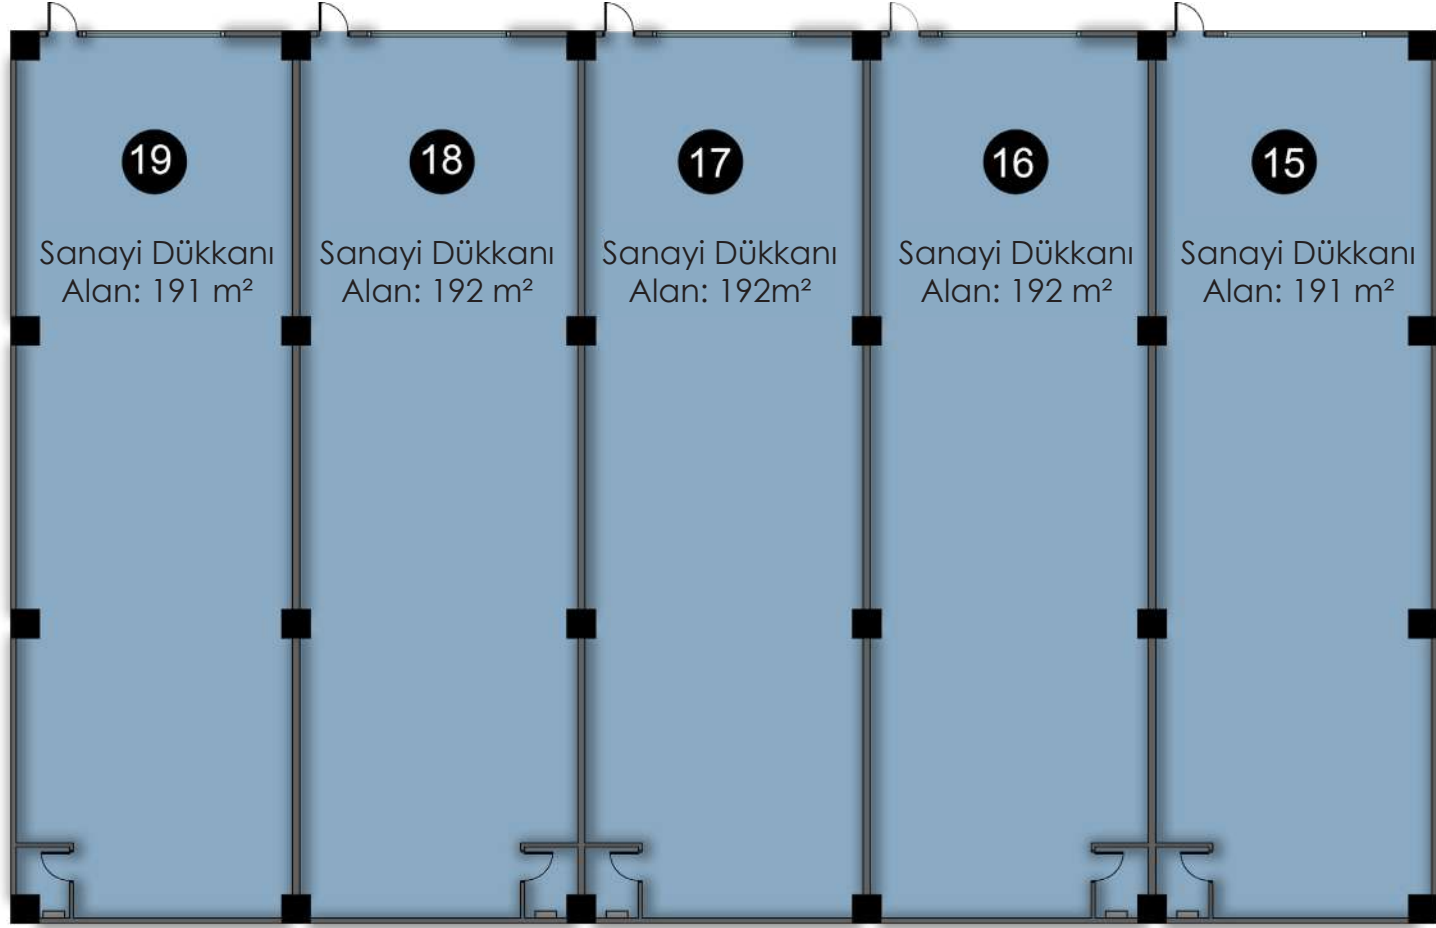 19
Sanayi Dükkanı
Alan: 191 m²
18
Sanayi Dükkanı
Alan: 192 m²
17
Sanayi Dükkanı
Alan: 192m²
16
Sanayi Dükkanı
Alan: 192 m²
15
Sanayi Dükkanı
Alan: 191 m²